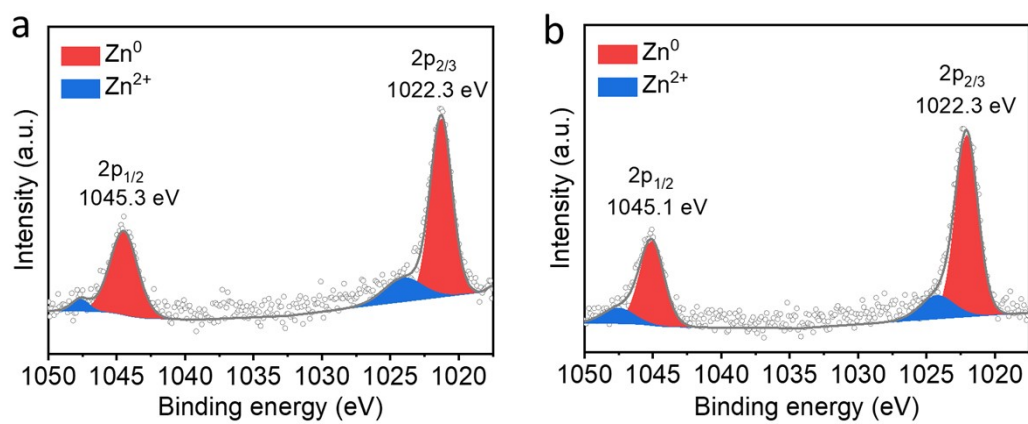 a
Zn⁰
Zn²⁺
2p₂/₃
1022.3 eV
2p₁/₂
1045.3 eV
Intensity (a.u.)
1050 1045 1040 1035 1030 1025 1020
Binding energy (eV)
b
Zn⁰
Zn²⁺
2p₂/₃
1022.3 eV
2p₁/₂
1045.1 eV
Intensity (a.u.)
1050 1045 1040 1035 1030 1025 1020
Binding energy (eV)